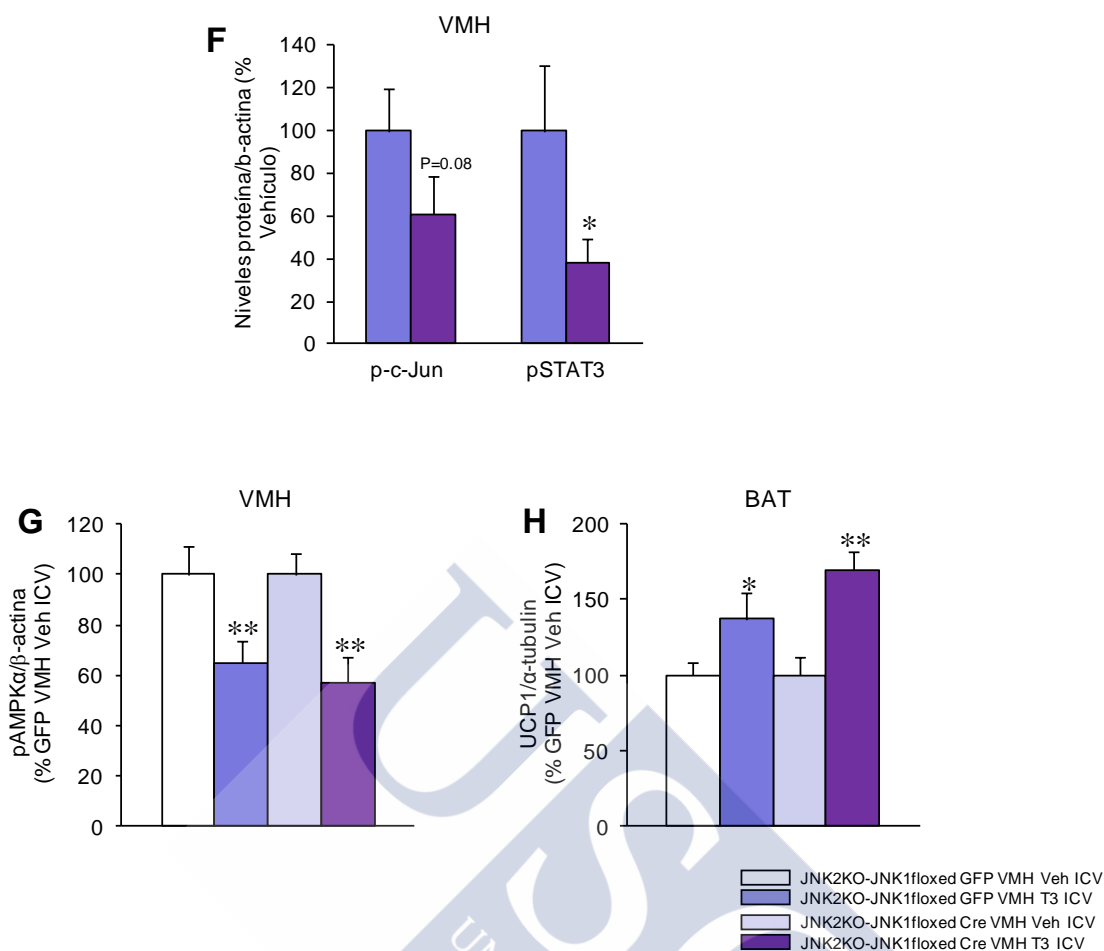 F
VMH
140
120
100
80
60
40
20
0
Niveles proteína/b-actina (%
Vehículo)
P=0.08
*
p-c-Jun
pSTAT3
G
VMH
120
100
80
60
40
20
0
pAMPKα/β-actina
(% GFP VMH Veh ICV)
**
**
H
BAT
200
150
100
50
0
UCP1/α-tubulin
(% GFP VMH Veh ICV)
*
**
JNK2KO-JNK1floxed GFP VMH Veh ICV
JNK2KO-JNK1floxed GFP VMH T3 ICV
JNK2KO-JNK1floxed Cre VMH Veh ICV
JNK2KO-JNK1floxed Cre VMH T3 ICV
USC